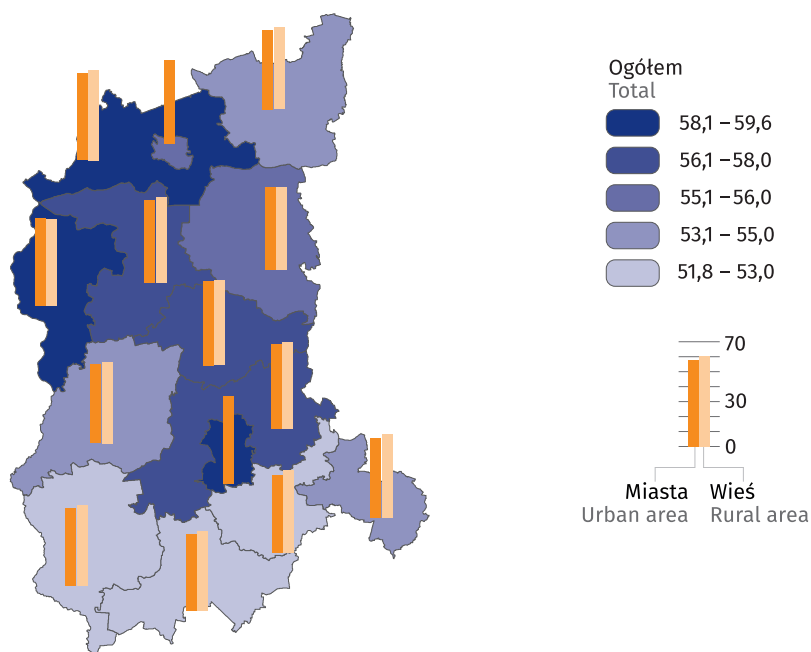 Ogółem
Total
58,1 – 59,6
56,1 – 58,0
55,1 – 56,0
53,1 – 55,0
51,8 – 53,0
70
30
0
Miasta Wieś
Urban area Rural area